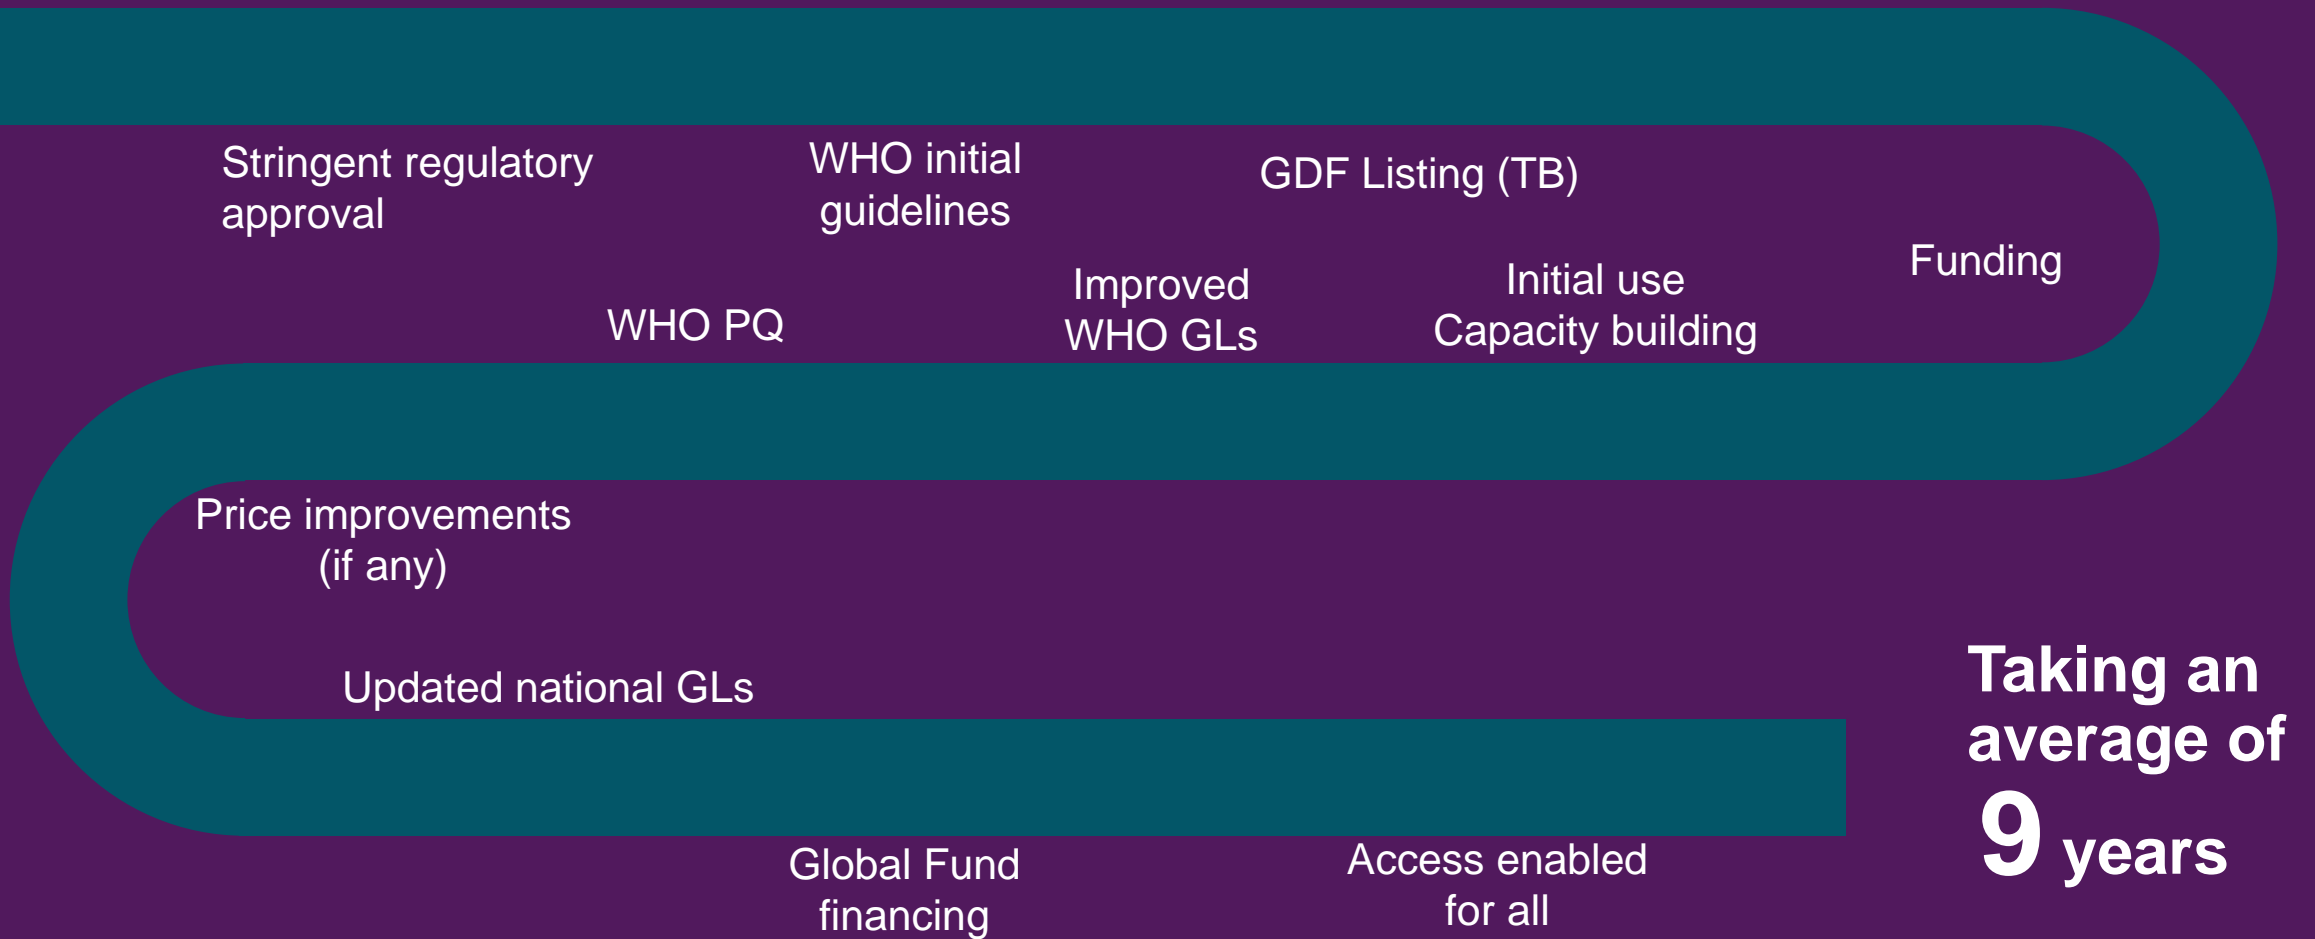 Stringent regulatory
approval
WHO initial
guidelines
GDF Listing (TB)
Funding
WHO PQ
Improved
WHO GLs
Initial use
Capacity building
Price improvements
(if any)
Updated national GLs
Global Fund
financing
Access enabled
for all
Taking an
average of
9 years